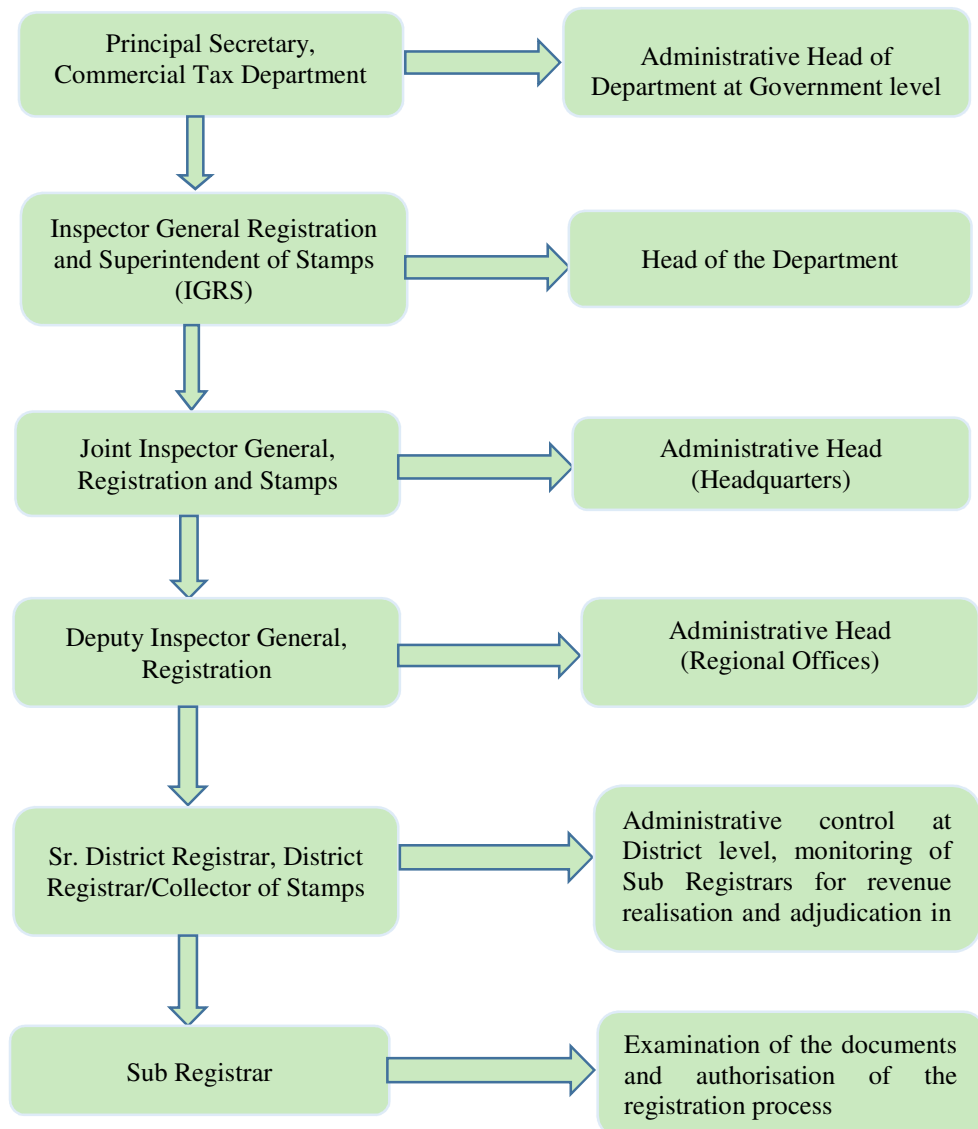 Principal Secretary,
Commercial Tax Department
Administrative Head of
Department at Government level
Inspector General Registration
and Superintendent of Stamps
(IGRS)
Head of the Department
Joint Inspector General,
Registration and Stamps
Administrative Head
(Headquarters)
Deputy Inspector General,
Registration
Administrative Head
(Regional Offices)
Sr. District Registrar, District
Registrar/Collector of Stamps
Administrative control at
District level, monitoring of
Sub Registrars for revenue
realisation and adjudication in
Sub Registrar
Examination of the documents
and authorisation of the
registration process